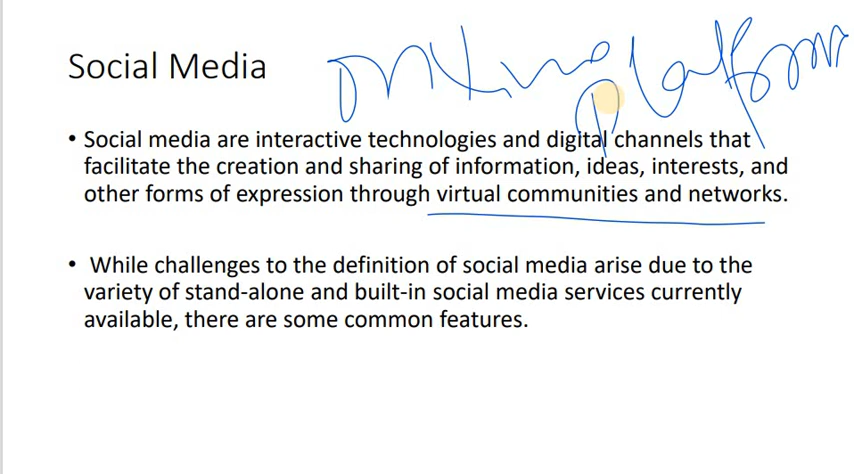 Social Media
online platform
• Social media are interactive technologies and digital channels that
facilitate the creation and sharing of information, ideas, interests, and
other forms of expression through virtual communities and networks.
• While challenges to the definition of social media arise due to the
variety of stand-alone and built-in social media services currently
available, there are some common features.